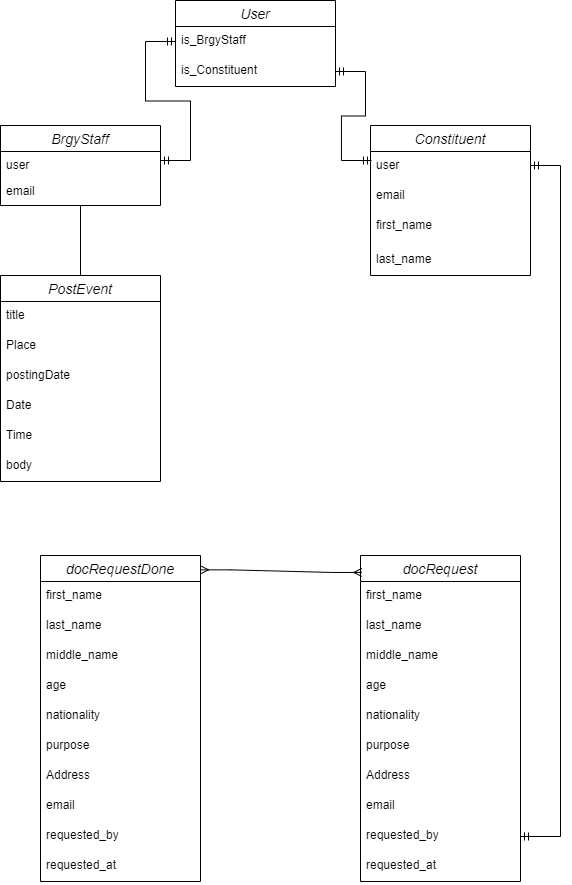 User
is_BrgyStaff
is_Constituent
BrgyStaff
user
email
Constituent
user
email
first_name
last_name
PostEvent
title
Place
postingDate
Date
Time
body
docRequestDone
first_name
last_name
middle_name
age
nationality
purpose
Address
email
requested_by
requested_at
docRequest
first_name
last_name
middle_name
age
nationality
purpose
Address
email
requested_by
requested_at